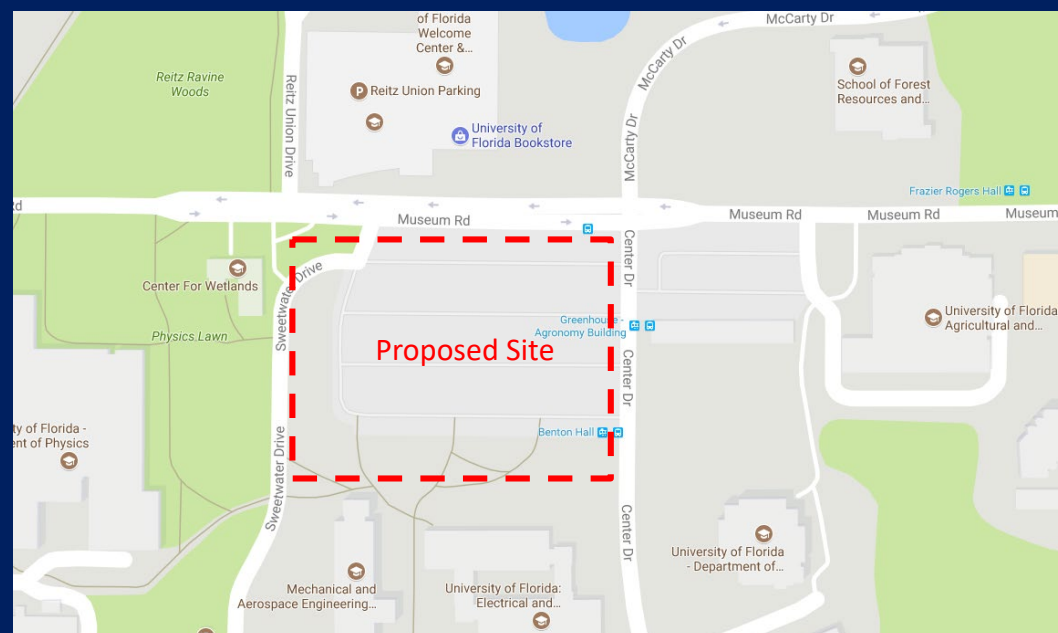 of Florida
Welcome
Center &...
McCarty Dr
Reitz Ravine
Woods
Reitz Union Drive
Reitz Union Parking
McCarty Dr
School of Forest
Resources and...
University of
Florida Bookstore
McCarty Dr
Frazier Rogers Hall
Rd
Museum Rd
Museum Rd
Museum Rd
Museum
Center Dr
Sweetwater Drive
Center For Wetlands
Physics Lawn
Greenhouse -
Agronomy Building
University of Florida
Agricultural and...
Proposed Site
Center Dr
ty of Florida -
ent of Physics
Benton Hall
Sweetwater Drive
Center Dr
University of Florida
- Department of...
Mechanical and
Aerospace Engineering...
University of Florida:
Electrical and...